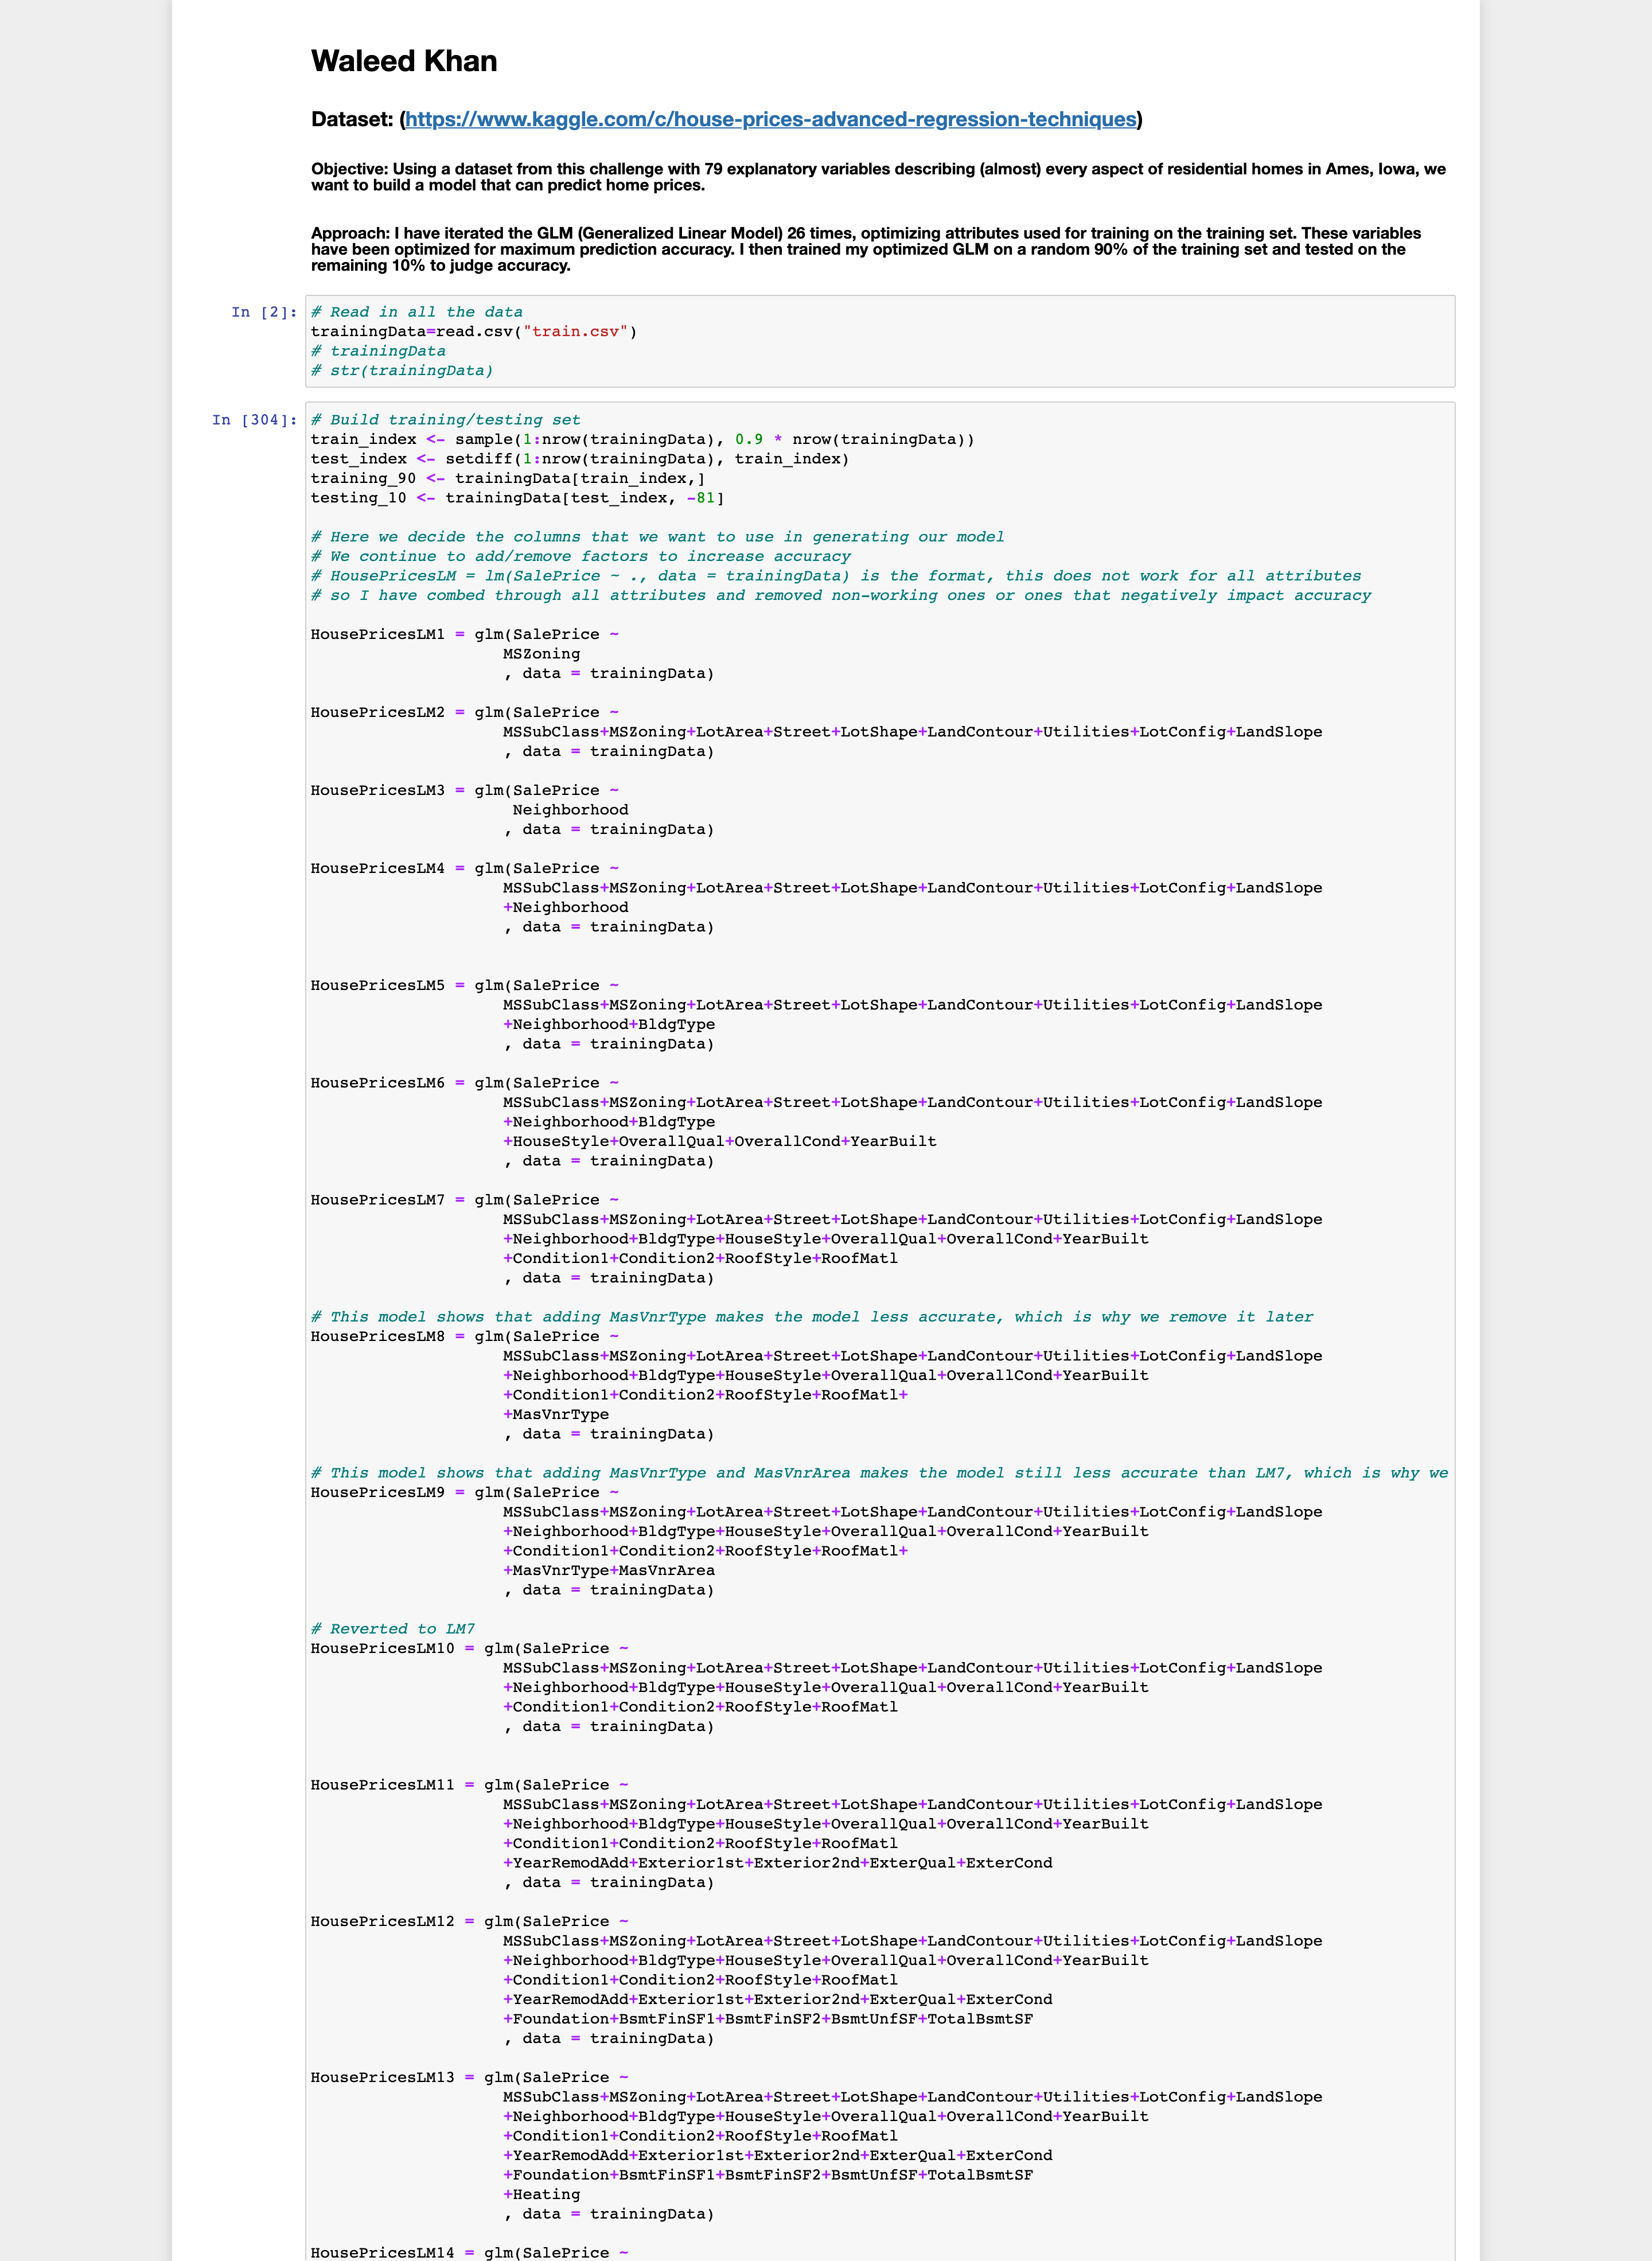 Waleed Khan
Dataset: (https://www.kaggle.com/c/house-prices-advanced-regression-techniques)
Objective: Using a dataset from this challenge with 79 explanatory variables describing (almost) every aspect of residential homes in Ames, Iowa, we
want to build a model that can predict home prices.
Approach: I have iterated the GLM (Generalized Linear Model) 26 times, optimizing attributes used for training on the training set. These variables
have been optimized for maximum prediction accuracy. I then trained my optimized GLM on a random 90% of the training set and tested on the
remaining 10% to judge accuracy.
In [2]: # Read in all the data
trainingData=read.csv("train.csv")
# trainingData
# str(trainingData)
In [304]: # Build training/testing set
train_index <- sample(1:nrow(trainingData), 0.9 * nrow(trainingData))
test_index <- setdiff(1:nrow(trainingData), train_index)
training_90 <- trainingData[train_index,]
testing_10 <- trainingData[test_index, -81]
# Here we decide the columns that we want to use in generating our model
# We continue to add/remove factors to increase accuracy
# HousePricesLM = lm(SalePrice ~ ., data = trainingData) is the format, this does not work for all attributes
# so I have combed through all attributes and removed non-working ones or ones that negatively impact accuracy
HousePricesLM1 = glm(SalePrice ~
MSZoning
, data = trainingData)
HousePricesLM2 = glm(SalePrice ~
MSSubClass+MSZoning+LotArea+Street+LotShape+LandContour+Utilities+LotConfig+LandSlope
, data = trainingData)
HousePricesLM3 = glm(SalePrice ~
Neighborhood
, data = trainingData)
HousePricesLM4 = glm(SalePrice ~
MSSubClass+MSZoning+LotArea+Street+LotShape+LandContour+Utilities+LotConfig+LandSlope
+Neighborhood
, data = trainingData)
HousePricesLM5 = glm(SalePrice ~
MSSubClass+MSZoning+LotArea+Street+LotShape+LandContour+Utilities+LotConfig+LandSlope
+Neighborhood+BldgType
, data = trainingData)
HousePricesLM6 = glm(SalePrice ~
MSSubClass+MSZoning+LotArea+Street+LotShape+LandContour+Utilities+LotConfig+LandSlope
+Neighborhood+BldgType
+HouseStyle+OverallQual+OverallCond+YearBuilt
, data = trainingData)
HousePricesLM7 = glm(SalePrice ~
MSSubClass+MSZoning+LotArea+Street+LotShape+LandContour+Utilities+LotConfig+LandSlope
+Neighborhood+BldgType+HouseStyle+OverallQual+OverallCond+YearBuilt
+Condition1+Condition2+RoofStyle+RoofMatl
, data = trainingData)
# This model shows that adding MasVnrType makes the model less accurate, which is why we remove it later
HousePricesLM8 = glm(SalePrice ~
MSSubClass+MSZoning+LotArea+Street+LotShape+LandContour+Utilities+LotConfig+LandSlope
+Neighborhood+BldgType+HouseStyle+OverallQual+OverallCond+YearBuilt
+Condition1+Condition2+RoofStyle+RoofMatl+
+MasVnrType
, data = trainingData)
# This model shows that adding MasVnrType and MasVnrArea makes the model still less accurate than LM7, which is why we
HousePricesLM9 = glm(SalePrice ~
MSSubClass+MSZoning+LotArea+Street+LotShape+LandContour+Utilities+LotConfig+LandSlope
+Neighborhood+BldgType+HouseStyle+OverallQual+OverallCond+YearBuilt
+Condition1+Condition2+RoofStyle+RoofMatl+
+MasVnrType+MasVnrArea
, data = trainingData)
# Reverted to LM7
HousePricesLM10 = glm(SalePrice ~
MSSubClass+MSZoning+LotArea+Street+LotShape+LandContour+Utilities+LotConfig+LandSlope
+Neighborhood+BldgType+HouseStyle+OverallQual+OverallCond+YearBuilt
+Condition1+Condition2+RoofStyle+RoofMatl
, data = trainingData)
HousePricesLM11 = glm(SalePrice ~
MSSubClass+MSZoning+LotArea+Street+LotShape+LandContour+Utilities+LotConfig+LandSlope
+Neighborhood+BldgType+HouseStyle+OverallQual+OverallCond+YearBuilt
+Condition1+Condition2+RoofStyle+RoofMatl
+YearRemodAdd+Exterior1st+Exterior2nd+ExterQual+ExterCond
, data = trainingData)
HousePricesLM12 = glm(SalePrice ~
MSSubClass+MSZoning+LotArea+Street+LotShape+LandContour+Utilities+LotConfig+LandSlope
+Neighborhood+BldgType+HouseStyle+OverallQual+OverallCond+YearBuilt
+Condition1+Condition2+RoofStyle+RoofMatl
+YearRemodAdd+Exterior1st+Exterior2nd+ExterQual+ExterCond
+Foundation+BsmtFinSF1+BsmtFinSF2+BsmtUnfSF+TotalBsmtSF
, data = trainingData)
HousePricesLM13 = glm(SalePrice ~
MSSubClass+MSZoning+LotArea+Street+LotShape+LandContour+Utilities+LotConfig+LandSlope
+Neighborhood+BldgType+HouseStyle+OverallQual+OverallCond+YearBuilt
+Condition1+Condition2+RoofStyle+RoofMatl
+YearRemodAdd+Exterior1st+Exterior2nd+ExterQual+ExterCond
+Foundation+BsmtFinSF1+BsmtFinSF2+BsmtUnfSF+TotalBsmtSF
+Heating
, data = trainingData)
HousePricesLM14 = glm(SalePrice ~